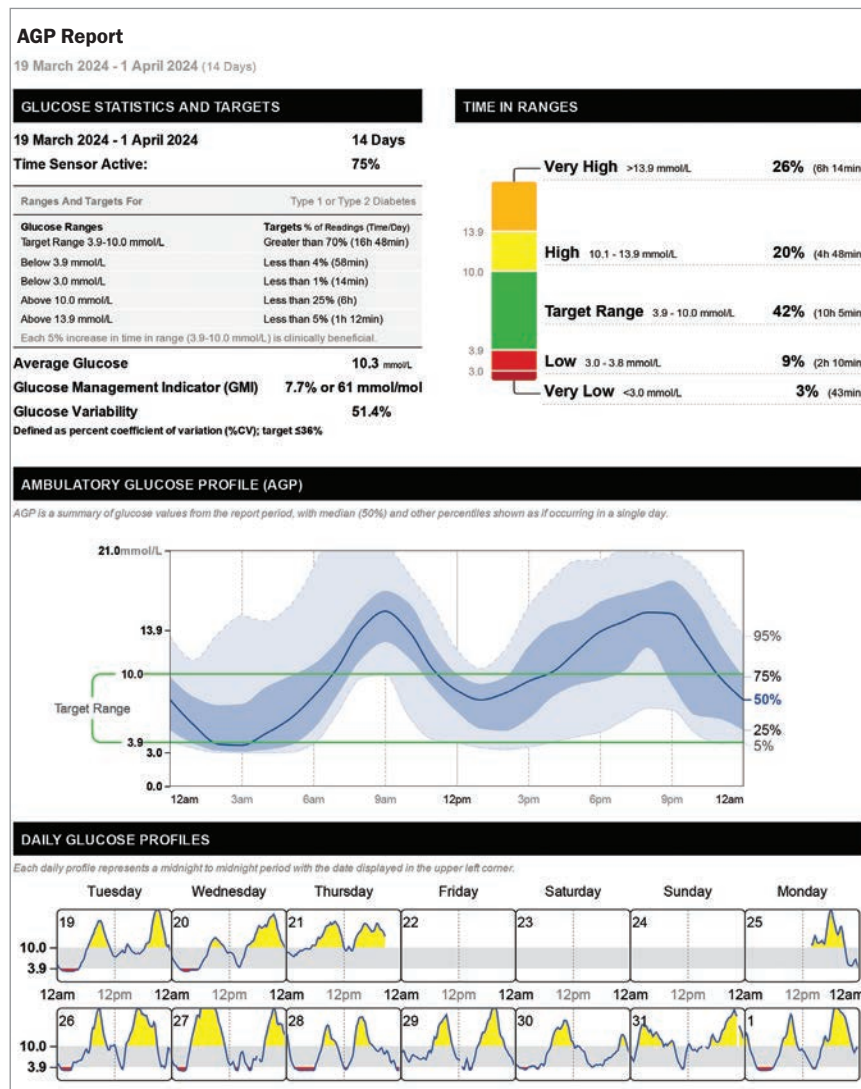 AGP Report
19 March 2024 - 1 April 2024 (14 Days)
GLUCOSE STATISTICS AND TARGETS
19 March 2024 - 1 April 2024 14 Days
Time Sensor Active: 75%
Ranges And Targets For Type 1 or Type 2 Diabetes
Glucose Ranges Targets % of Readings (Time/Day)
Target Range 3.9-10.0 mmol/L Greater than 70% (16h 48min)
Below 3.9 mmol/L Less than 4% (58min)
Below 3.0 mmol/L Less than 1% (14min)
Above 10.0 mmol/L Less than 25% (6h)
Above 13.9 mmol/L Less than 5% (1h 12min)
Each 5% increase in time in range (3.9-10.0 mmol/L) is clinically beneficial.
Average Glucose 10.3 mmol/L
Glucose Management Indicator (GMI) 7.7% or 61 mmol/mol
Glucose Variability 51.4%
Defined as percent coefficient of variation (%CV); target ≤36%
TIME IN RANGES
Very High >13.9 mmol/L 26% (6h 14min
13.9
High 10.1 - 13.9 mmol/L 20% (4h 48min
10.0
Target Range 3.9 - 10.0 mmol/L 42% (10h 5min
3.9
Low 3.0 - 3.8 mmol/L 9% (2h 10min
3.0
Very Low <3.0 mmol/L 3% (43min
AMBULATORY GLUCOSE PROFILE (AGP)
AGP is a summary of glucose values from the report period, with median (50%) and other percentiles shown as if occurring in a single day.
21.0 mmol/L
13.9
95%
10.0 75%
Target Range 50%
25%
3.9 5%
3.0
0.0
12am 3am 6am 9am 12pm 3pm 6pm 9pm 12am
DAILY GLUCOSE PROFILES
Each daily profile represents a midnight to midnight period with the date displayed in the upper left corner.
Tuesday Wednesday Thursday Friday Saturday Sunday Monday
19 20 21 22 23 24 25
10.0
3.9
12am 12pm 12am 12pm 12am 12pm 12am 12pm 12am 12pm 12am 12pm 12am 12pm 12am
26 27 28 29 30 31 1
10.0
3.9